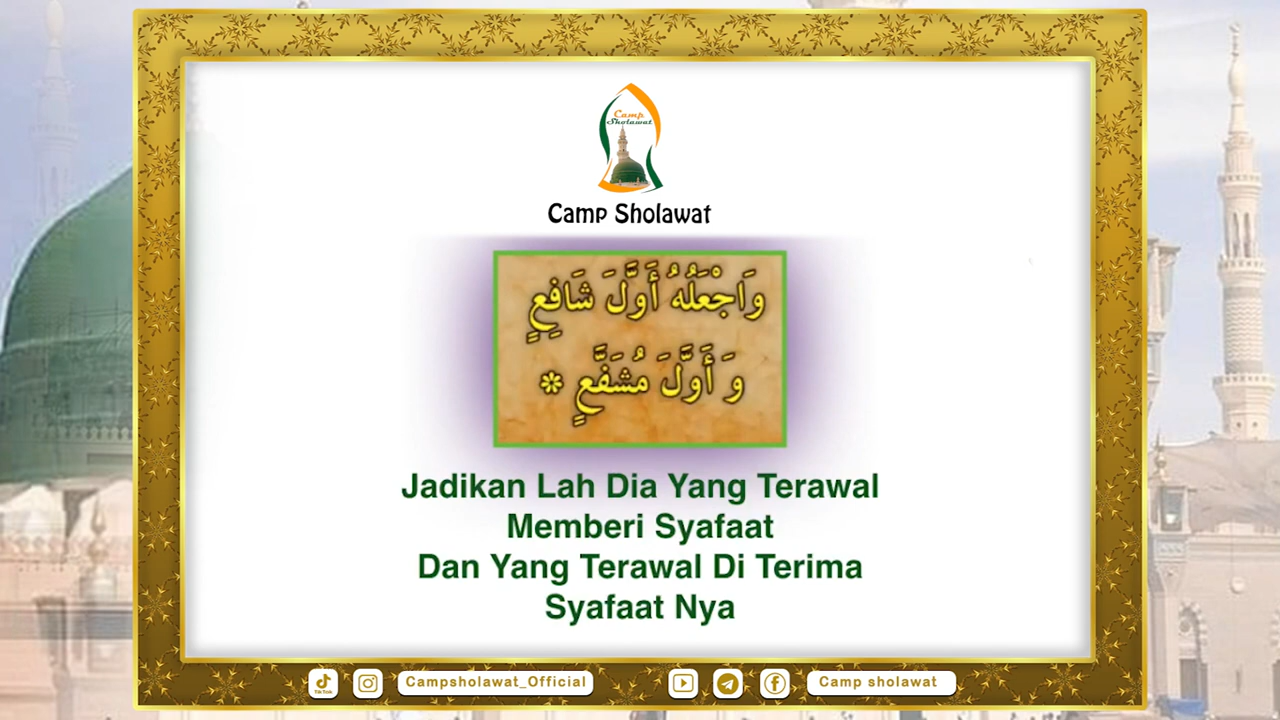 Camp
Sholawat
Camp Sholawat
وَاجْعَلُهُ أَوَّلَ شَافِعٍ
وَ أَوَّلَ مُشَفَّعٍ *
Jadikan Lah Dia Yang Terawal
Memberi Syafaat
Dan Yang Terawal Di Terima
Syafaat Nya
TikTok
Campsholawat_Official
Camp sholawat